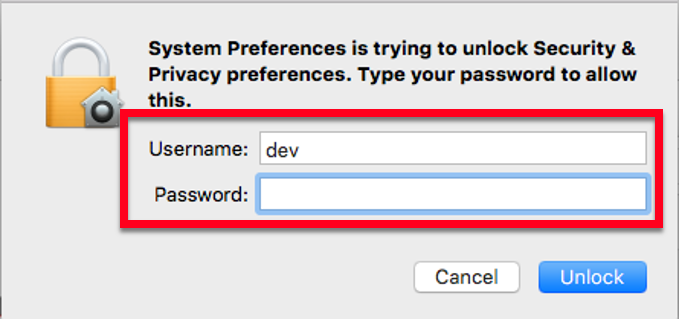 System Preferences is trying to unlock Security &
Privacy preferences. Type your password to allow
this.
Username: dev
Password:
Cancel Unlock